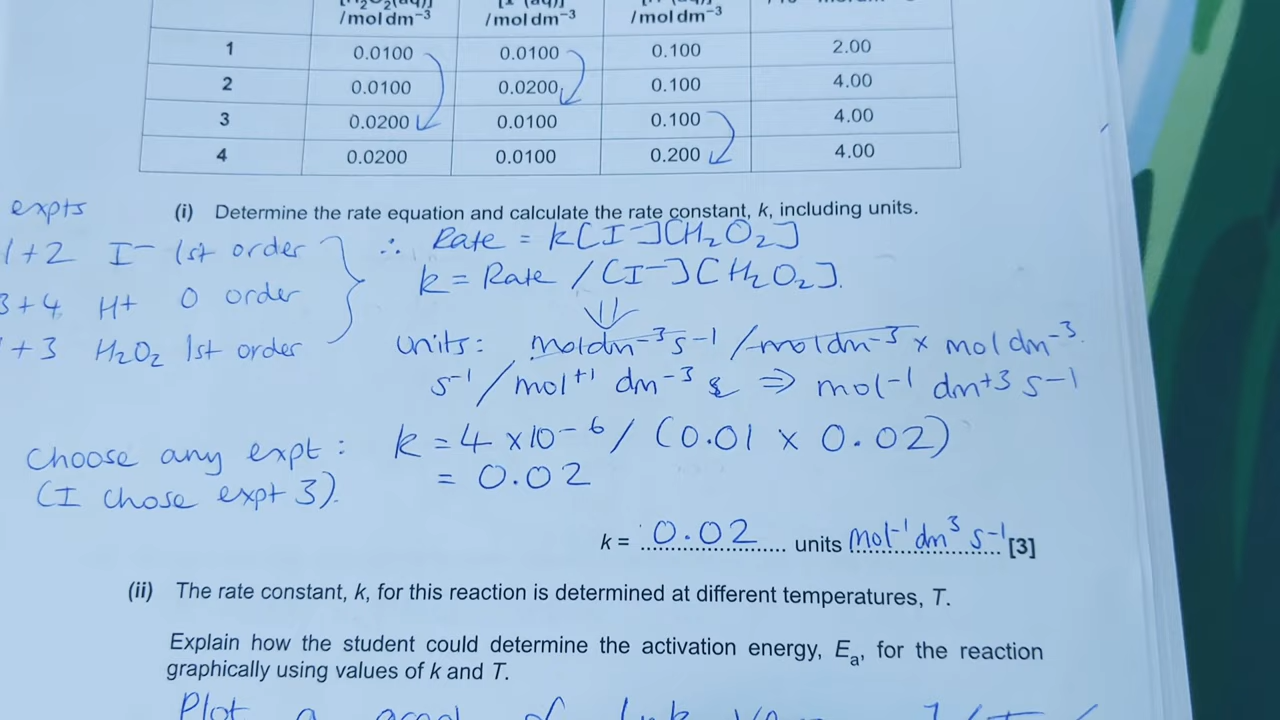 /mol dm⁻³ /mol dm⁻³ /mol dm⁻³
1 0.0100 0.0100 0.100 2.00
2 0.0100 0.0200 0.100 4.00
3 0.0200 0.0100 0.100 4.00
4 0.0200 0.0100 0.200 4.00
(i) Determine the rate equation and calculate the rate constant, k, including units.
expts
1+2 I⁻ 1st order
3+4 H+ 0 order
+3 H₂O₂ 1st order
∴ Rate = k[I⁻][H₂O₂]
k = Rate / [I⁻][H₂O₂].
units: moldm⁻³s⁻¹ / moldm⁻³ x moldm⁻³.
s⁻¹ / mol⁺¹ dm⁻³ ⇒ mol⁻¹ dm⁺³ s⁻¹
Choose any expt:
(I chose expt 3).
k = 4 x10⁻⁶ / (0.01 x 0.02)
= 0.02
k = 0.02 units mol⁻¹ dm³ s⁻¹ [3]
(ii) The rate constant, k, for this reaction is determined at different temperatures, T.
Explain how the student could determine the activation energy, Eₐ, for the reaction
graphically using values of k and T.
Plot a